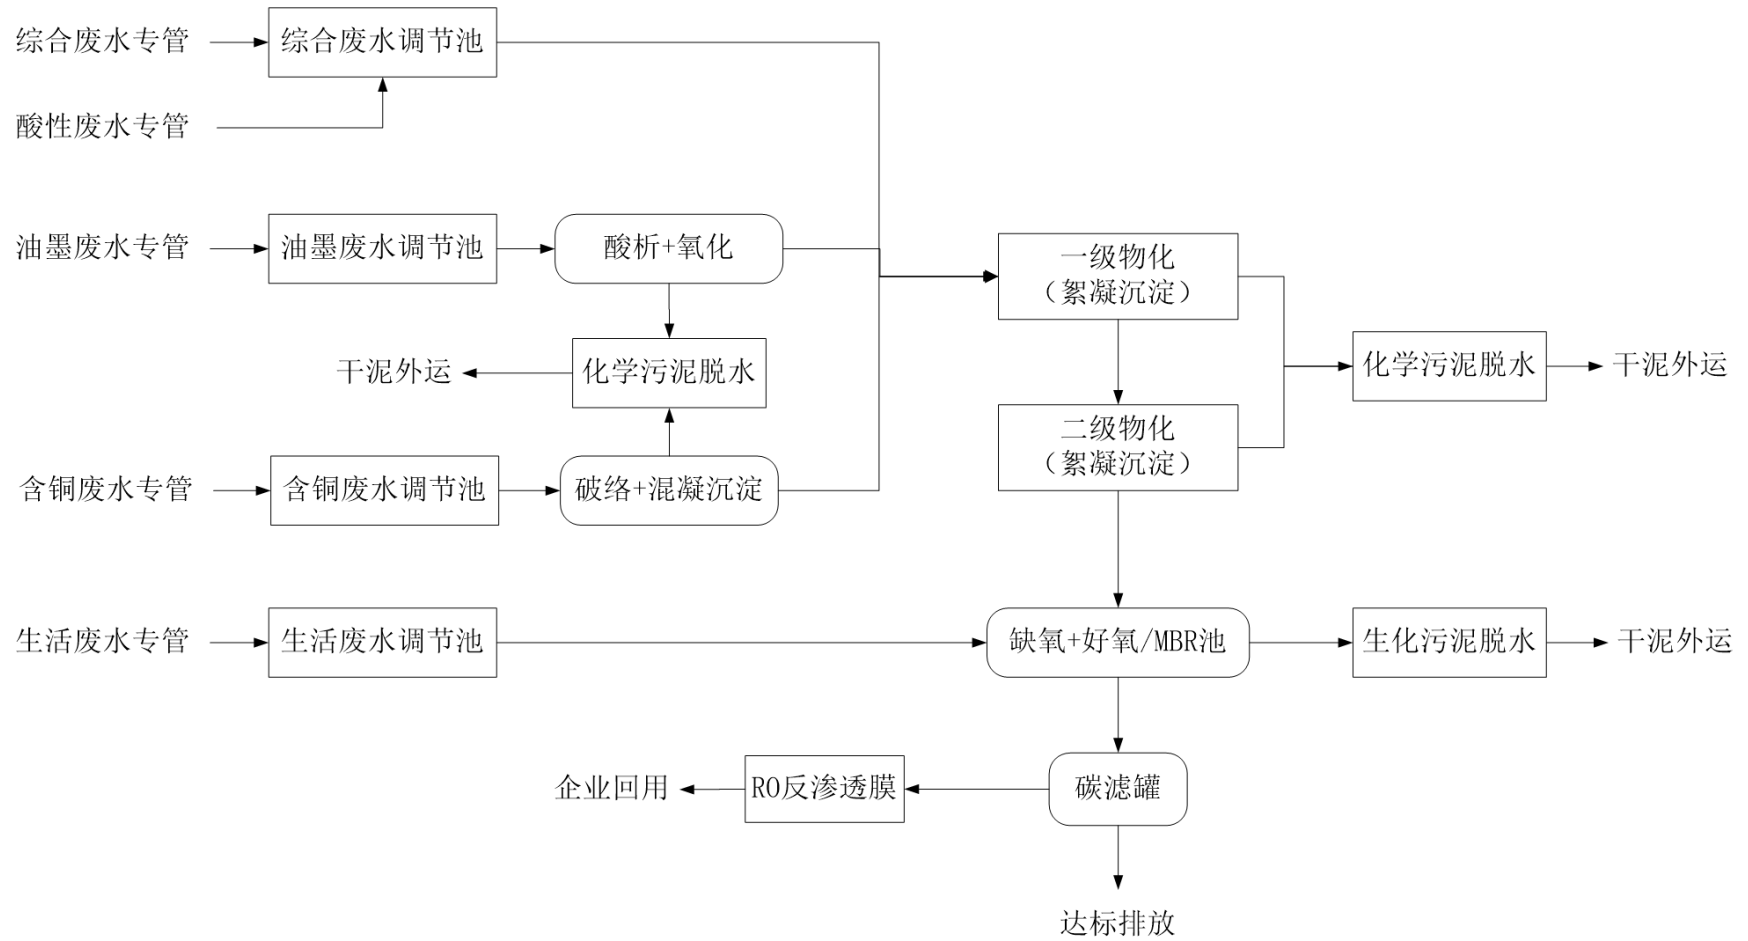 综合废水专管
综合废水调节池
酸性废水专管
油墨废水专管
油墨废水调节池
酸析+氧化
一级物化
（絮凝沉淀）
干泥外运
化学污泥脱水
化学污泥脱水
干泥外运
二级物化
（絮凝沉淀）
含铜废水专管
含铜废水调节池
破络+混凝沉淀
生活废水专管
生活废水调节池
缺氧+好氧/MBR池
生化污泥脱水
干泥外运
企业回用
RO反渗透膜
碳滤罐
达标排放